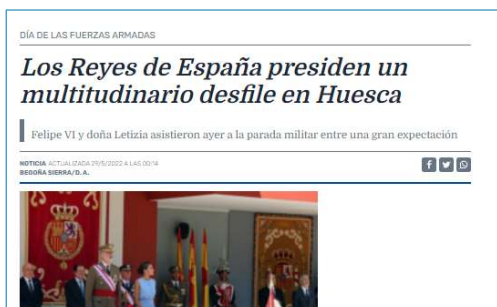 DÍA DE LAS FUERZAS ARMADAS
Los Reyes de España presiden un
multitudinario desfile en Huesca
Felipe VI y doña Letizia asistieron ayer a la parada militar entre una gran expectación
NOTICIA ACTUALIZADA 29/5/2022 A LAS 00:14
BEGOÑA SIERRA/D. A.